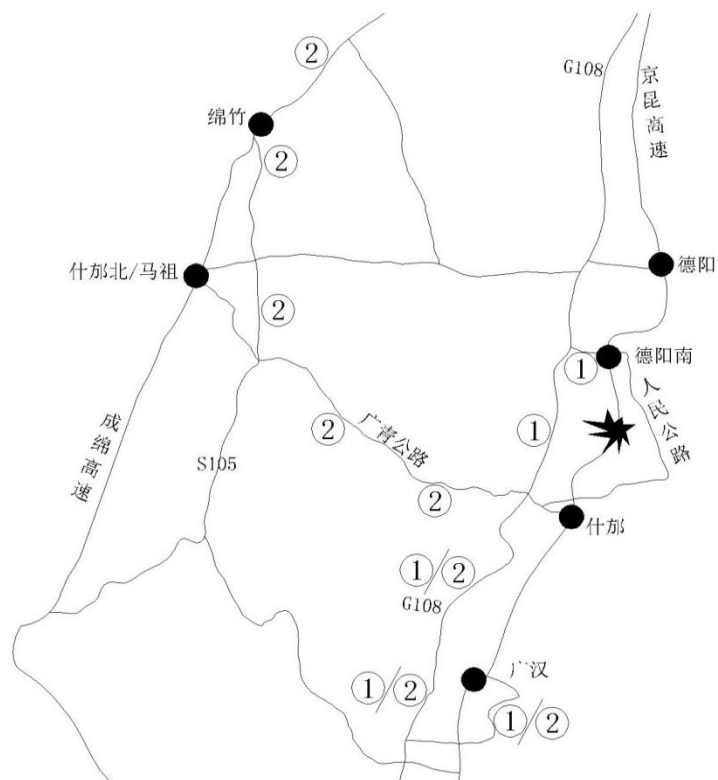 ②
G108
京昆高速
绵竹
②
什邡北/马祖
德阳
②
德阳南
①
人民公路
成绵高速
②
广青公路
①
S105
②
什邡
①/②
G108
①/②
广汉
①/②